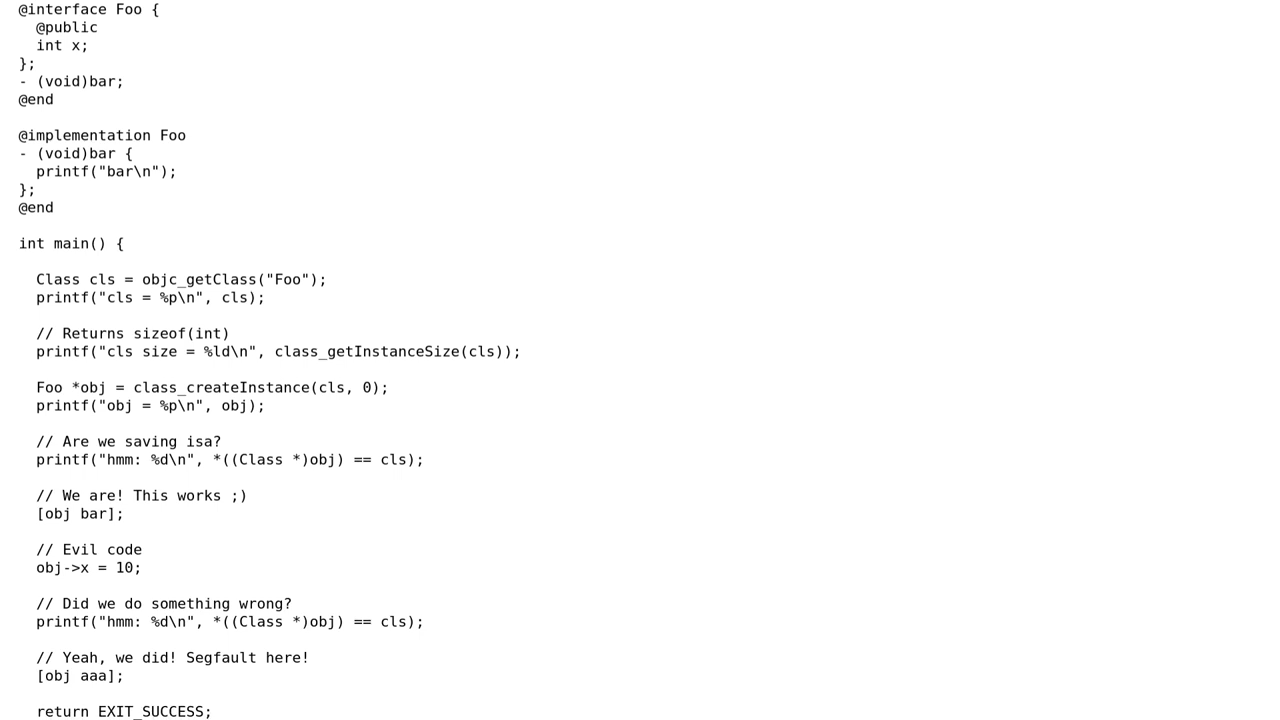 @interface Foo {
  @public
  int x;
};
- (void)bar;
@end

@implementation Foo
- (void)bar {
  printf("bar\n");
};
@end

int main() {

  Class cls = objc_getClass("Foo");
  printf("cls = %p\n", cls);

  // Returns sizeof(int)
  printf("cls size = %ld\n", class_getInstanceSize(cls));

  Foo *obj = class_createInstance(cls, 0);
  printf("obj = %p\n", obj);

  // Are we saving isa?
  printf("hmm: %d\n", *((Class *)obj) == cls);

  // We are! This works ;)
  [obj bar];

  // Evil code
  obj->x = 10;

  // Did we do something wrong?
  printf("hmm: %d\n", *((Class *)obj) == cls);

  // Yeah, we did! Segfault here!
  [obj aaa];

  return EXIT_SUCCESS;